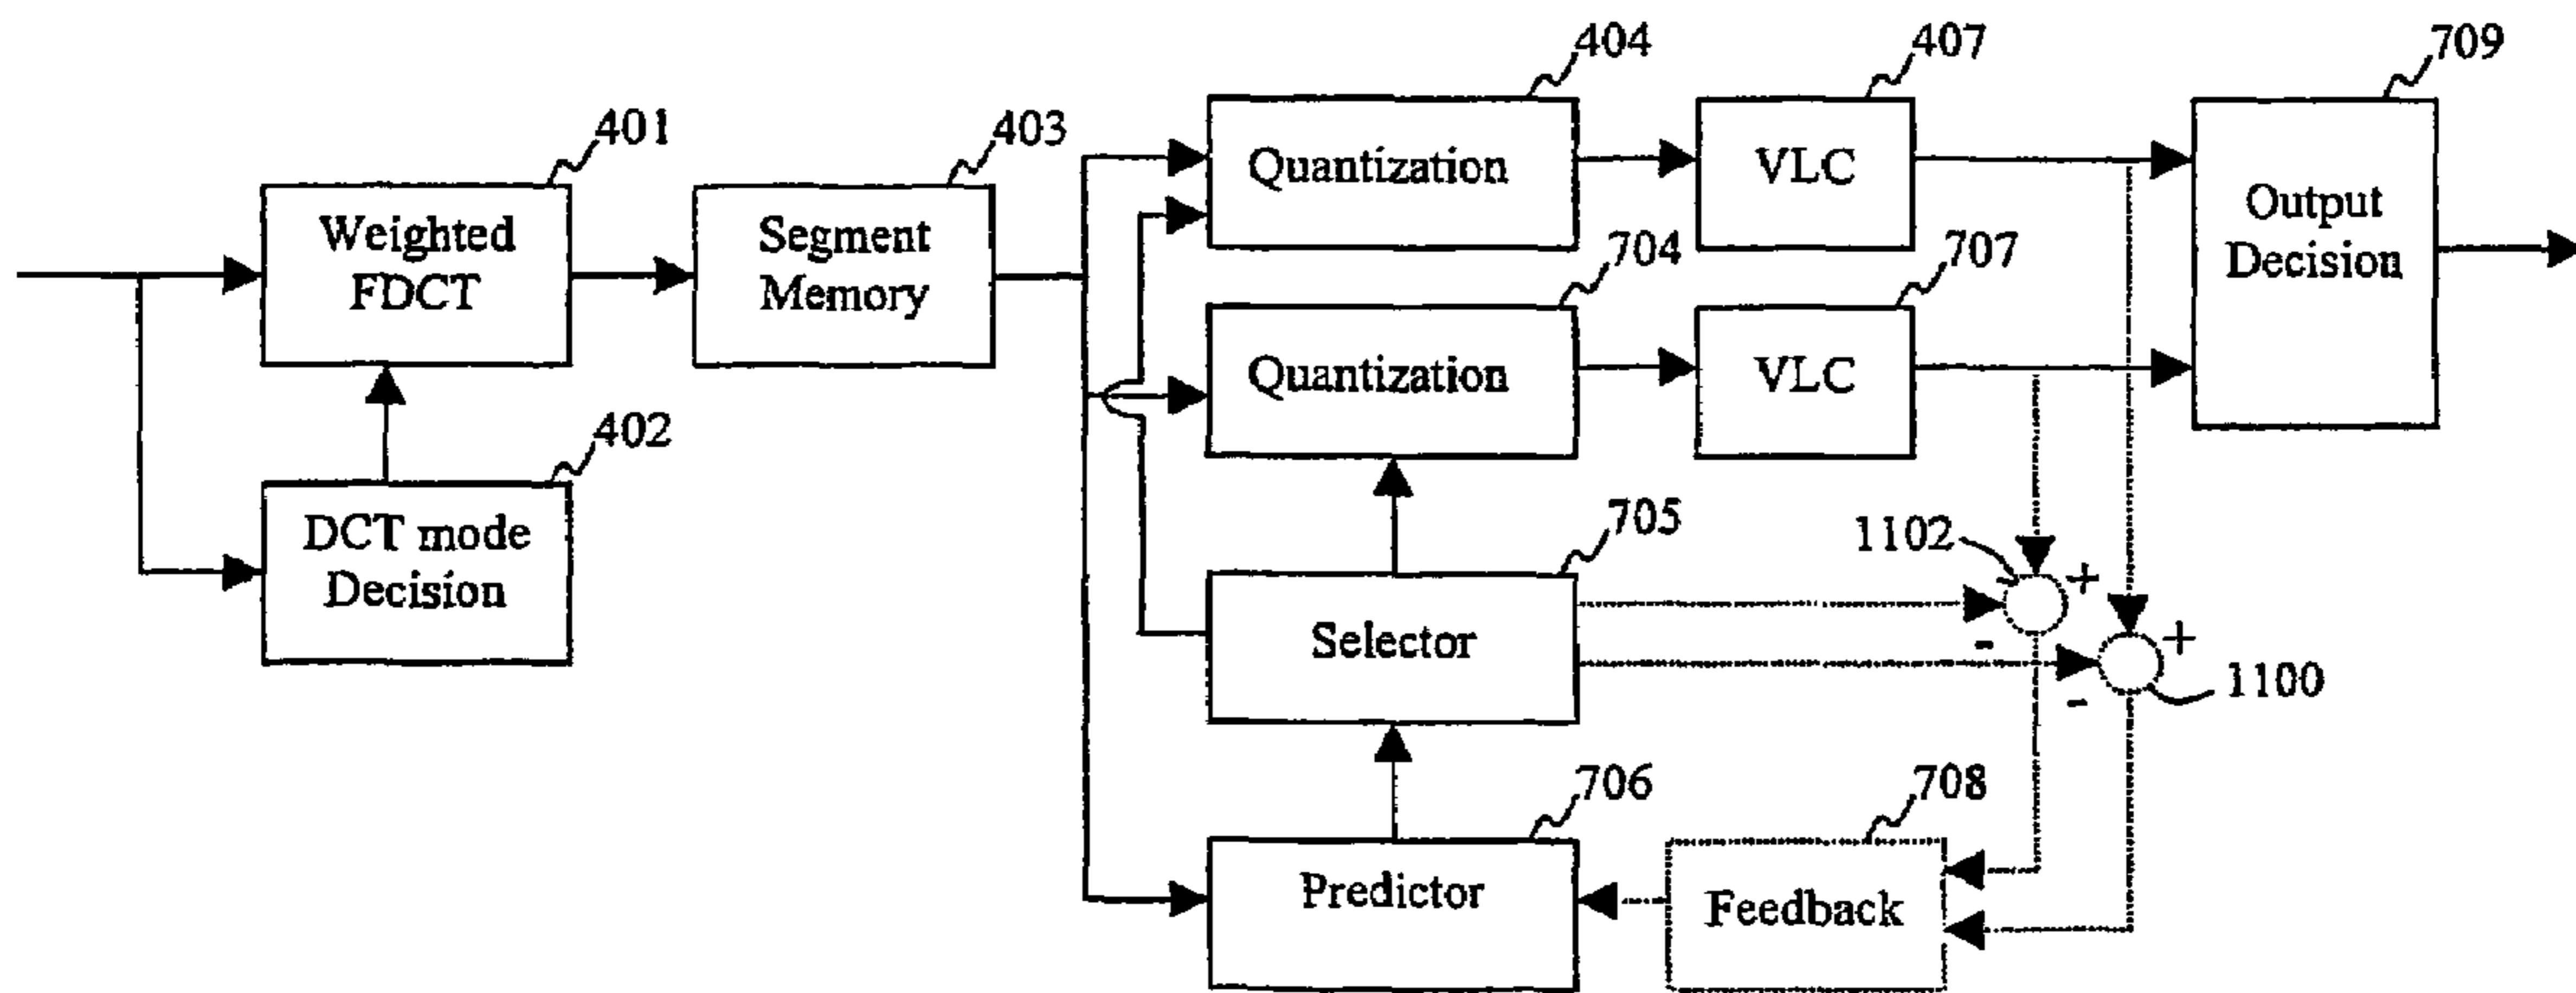 404
407
709
401
403
Quantization
VLC
Output
Decision
Weighted
FDCT
Segment
Memory
704
707
Quantization
VLC
402
DCT mode
Decision
705
1102
+
Selector
-
+
-
1100
706
708
Predictor
Feedback